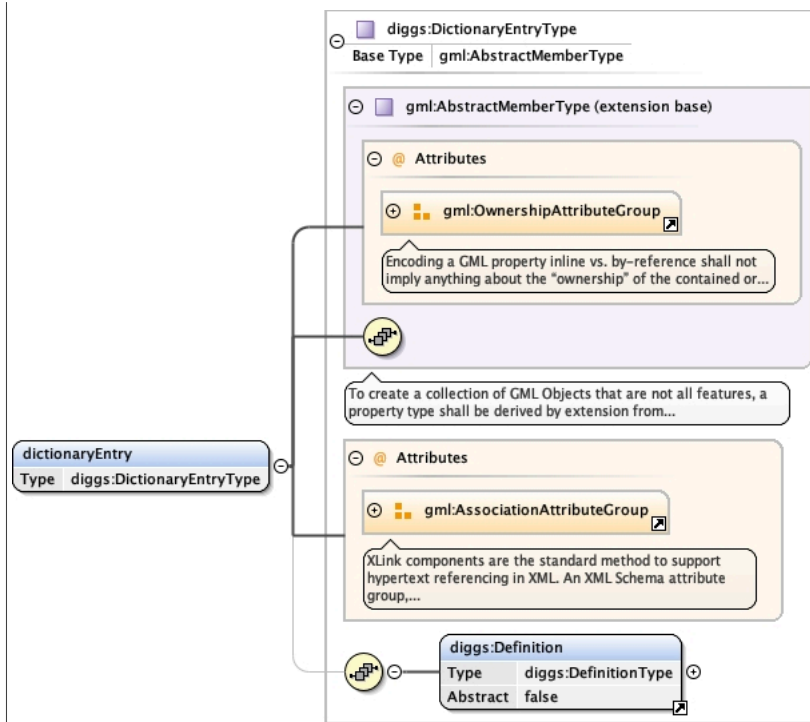 diggs:DictionaryEntryType
Base Type gml:AbstractMemberType
gml:AbstractMemberType (extension base)
@ Attributes
gml:OwnershipAttributeGroup
Encoding a GML property inline vs. by-reference shall not
imply anything about the “ownership” of the contained or...
To create a collection of GML Objects that are not all features, a
property type shall be derived by extension from...
dictionaryEntry
Type diggs:DictionaryEntryType
@ Attributes
gml:AssociationAttributeGroup
XLink components are the standard method to support
hypertext referencing in XML. An XML Schema attribute
group,...
diggs:Definition
Type diggs:DefinitionType
Abstract false